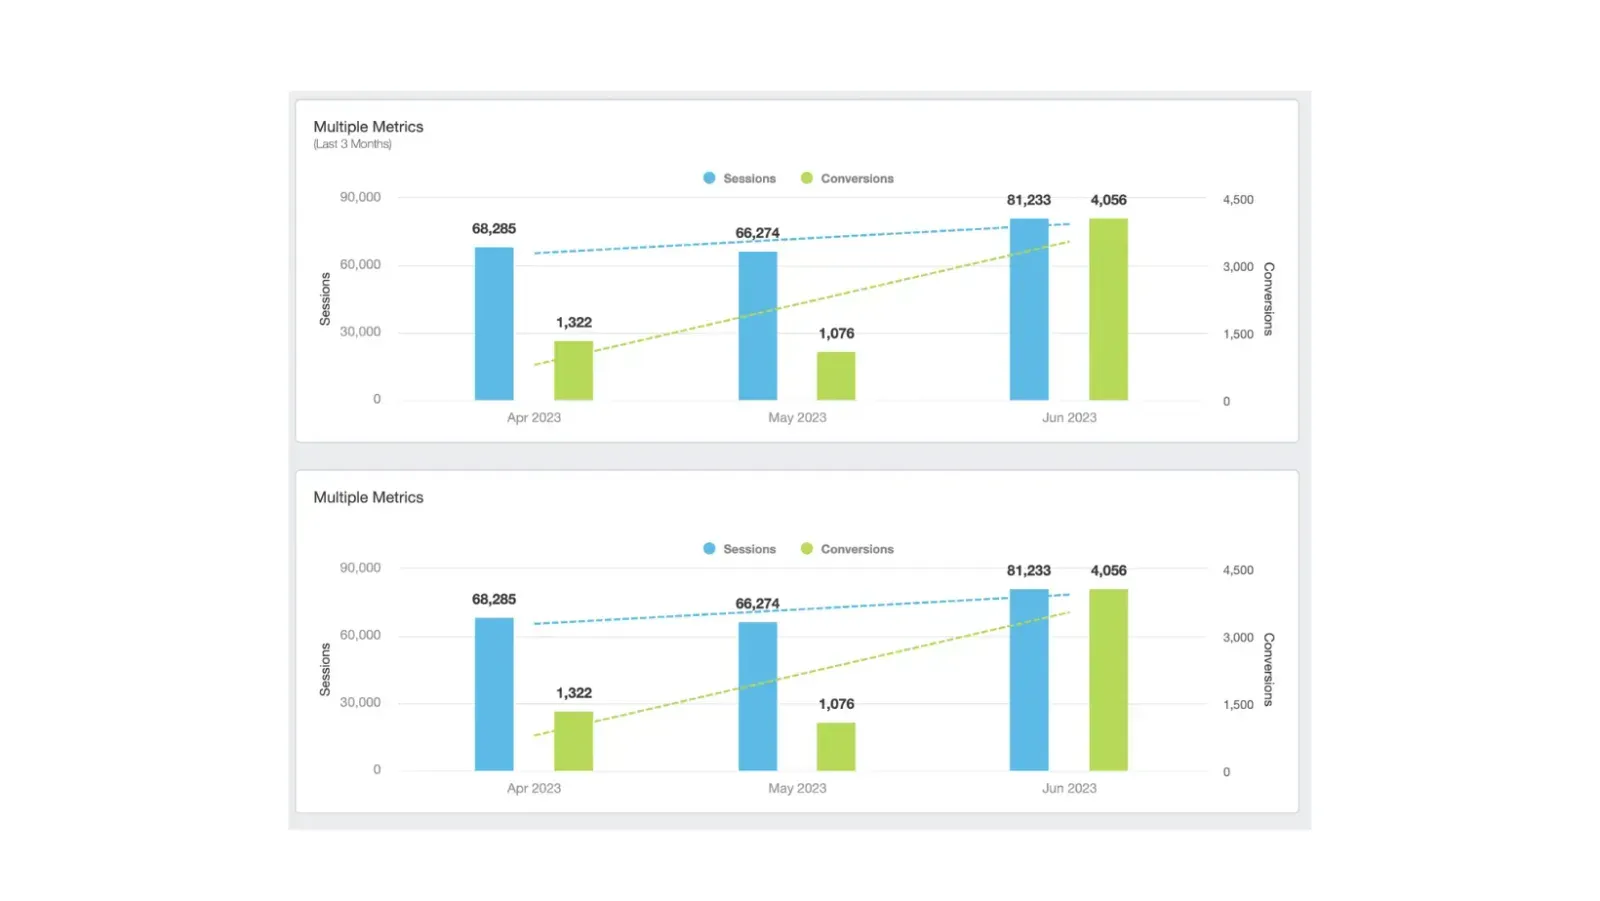 Multiple Metrics
(Last 3 Months)
Sessions Conversions
90,000
60,000
30,000
0
Sessions
68,285
1,322
66,274
1,076
81,233
4,056
4,500
3,000
1,500
0
Conversions
Apr 2023
May 2023
Jun 2023
Multiple Metrics
Sessions Conversions
90,000
60,000
30,000
0
Sessions
68,285
1,322
66,274
1,076
81,233
4,056
4,500
3,000
1,500
0
Conversions
Apr 2023
May 2023
Jun 2023